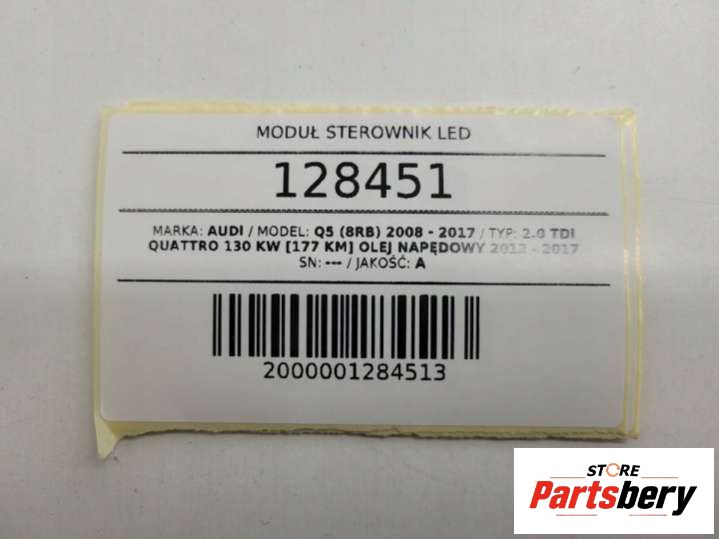 MODUŁ STEROWNIK LED
128451
MARKA: AUDI / MODEL: Q5 (8RB) 2008 - 2017 / TYP: 2.0 TDI
QUATTRO 130 KW [177 KM] OLEJ NAPĘDOWY 2012 - 2017
SN: --- / JAKOŚĆ: A
2000001284513
STORE
Partsbery